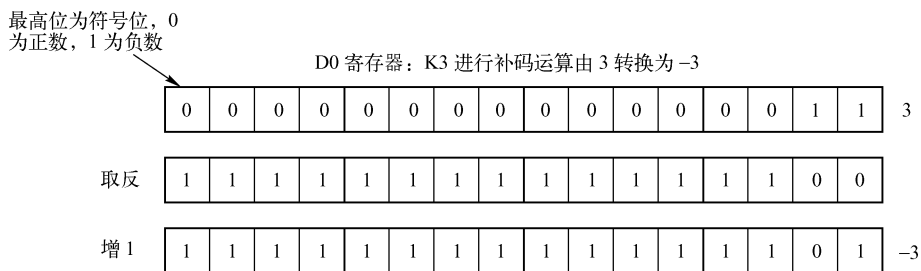 最高位为符号位，0
为正数，1 为负数
D0 寄存器：K3 进行补码运算由 3 转换为 –3
0 0 0 0 0 0 0 0 0 0 0 0 0 0 1 1 3
取反 1 1 1 1 1 1 1 1 1 1 1 1 1 1 0 0
增 1 1 1 1 1 1 1 1 1 1 1 1 1 1 1 0 1 –3